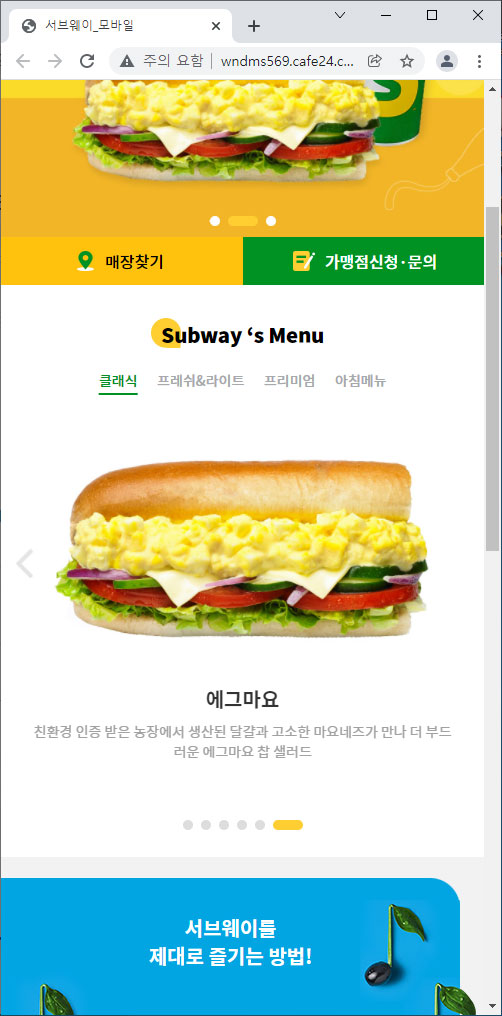 서브웨이_모바일
주의 요함
wndms569.cafe24.c...
매장찾기
가맹점신청·문의
Subway ‘s Menu
클래식
프레쉬&라이트
프리미엄
아침메뉴
에그마요
친환경 인증 받은 농장에서 생산된 달걀과 고소한 마요네즈가 만나 더 부드
러운 에그마요 찹 샐러드
서브웨이를
제대로 즐기는 방법!